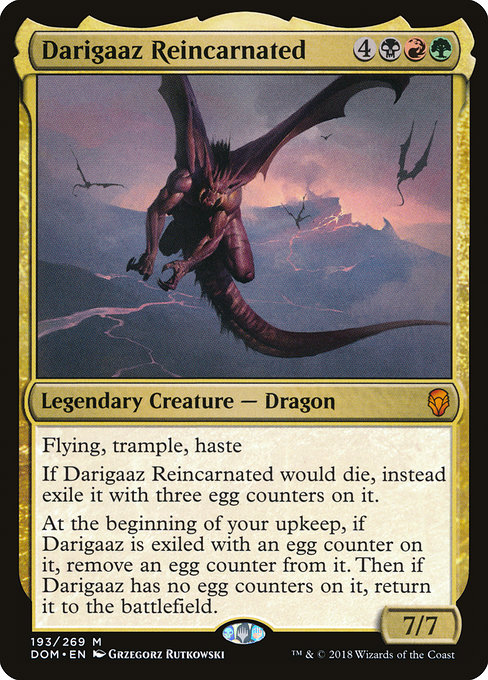 Darigaaz Reincarnated 4
Legendary Creature — Dragon
Flying, trample, haste
If Darigaaz Reincarnated would die, instead
exile it with three egg counters on it.
At the beginning of your upkeep, if
Darigaaz is exiled with an egg counter on
it, remove an egg counter from it. Then if
Darigaaz has no egg counters on it, return
it to the battlefield.
7/7
193/269 M
DOM • EN Grzegorz Rutkowski
™ & © 2018 Wizards of the Coast